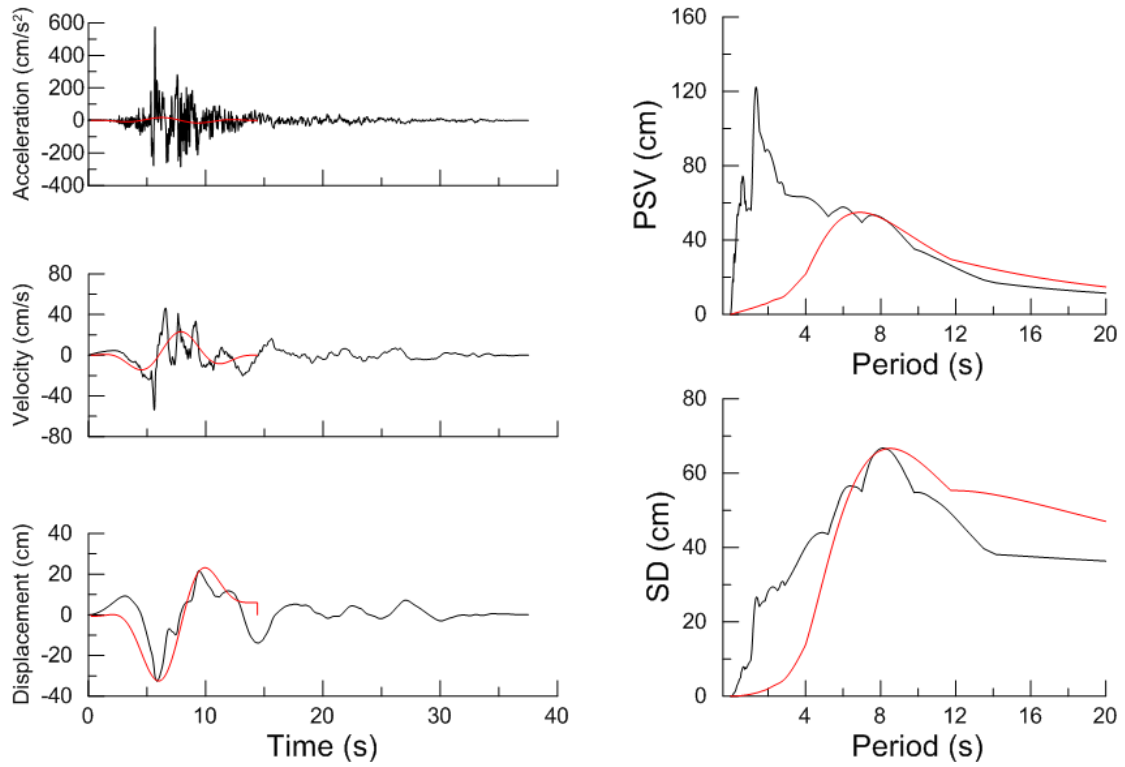 Acceleration (cm/s²)
600
400
200
0
-200
-400
Velocity (cm/s)
80
40
0
-40
-80
Displacement (cm)
40
20
0
-20
-40
0 10 20 30 40
Time (s)
PSV (cm)
160
120
80
40
0
4 8 12 16 20
Period (s)
SD (cm)
80
60
40
20
0
4 8 12 16 20
Period (s)